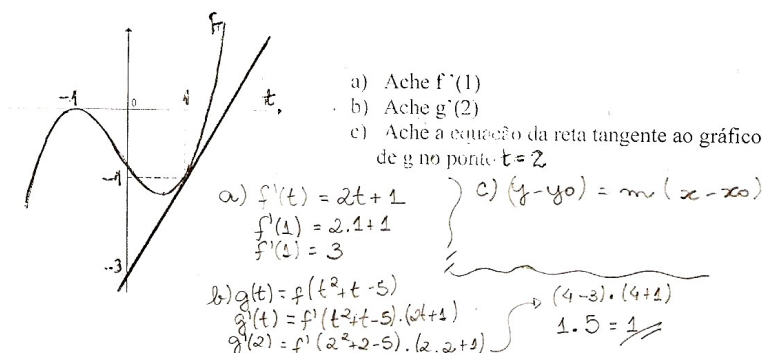 f
-1
0
1
t
-1
-3
a) Ache f'(1)
b) Ache g'(2)
c) Ache a equação da reta tangente ao gráfico
de g no ponto t = 2
a) f'(t) = 2t + 1
f'(1) = 2.1+1
f'(1) = 3
c) (y-y0) = m (x - x0)
b) g(t) = f(t²+t-5)
g'(t) = f'(t²+t-5).(2t+1)
g'(2) = f'(2²+2-5).(2.2+1)
(4-3).(4+1)
1.5 = 1